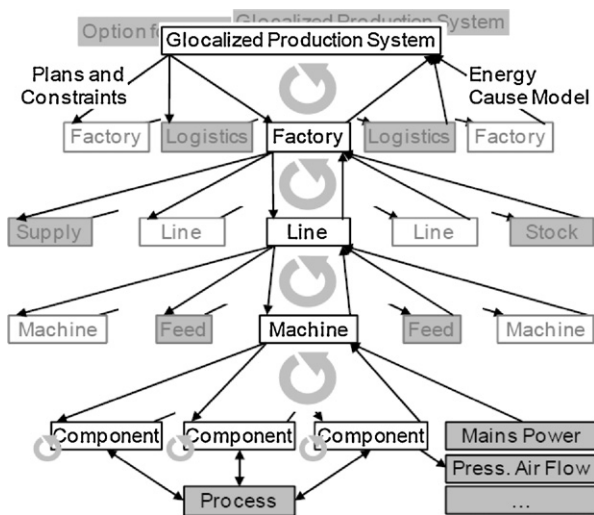 Option fo
Glocalized Production System
Glocalized Production System
Plans and
Constraints
Energy
Cause Model
Factory
Logistics
Factory
Logistics
Factory
Supply
Line
Line
Line
Stock
Machine
Feed
Machine
Feed
Machine
Component
Component
Component
Mains Power
Press. Air Flow
Process
...